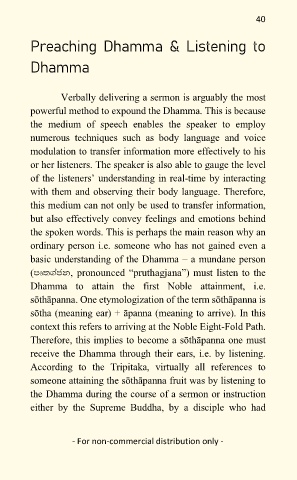 40
Preaching Dhamma & Listening to
Dhamma
Verbally delivering a sermon is arguably the most
powerful method to expound the Dhamma. This is because
the medium of speech enables the speaker to employ
numerous techniques such as body language and voice
modulation to transfer information more effectively to his
or her listeners. The speaker is also able to gauge the level
of the listeners’ understanding in real-time by interacting
with them and observing their body language. Therefore,
this medium can not only be used to transfer information,
but also effectively convey feelings and emotions behind
the spoken words. This is perhaps the main reason why an
ordinary person i.e. someone who has not gained even a
basic understanding of the Dhamma – a mundane person
(පෘතග්ජන, pronounced “pruthagjana”) must listen to the
Dhamma to attain the first Noble attainment, i.e.
sōthāpanna. One etymologization of the term sōthāpanna is
sōtha (meaning ear) + āpanna (meaning to arrive). In this
context this refers to arriving at the Noble Eight-Fold Path.
Therefore, this implies to become a sōthāpanna one must
receive the Dhamma through their ears, i.e. by listening.
According to the Tripitaka, virtually all references to
someone attaining the sōthāpanna fruit was by listening to
the Dhamma during the course of a sermon or instruction
either by the Supreme Buddha, by a disciple who had
- For non-commercial distribution only -